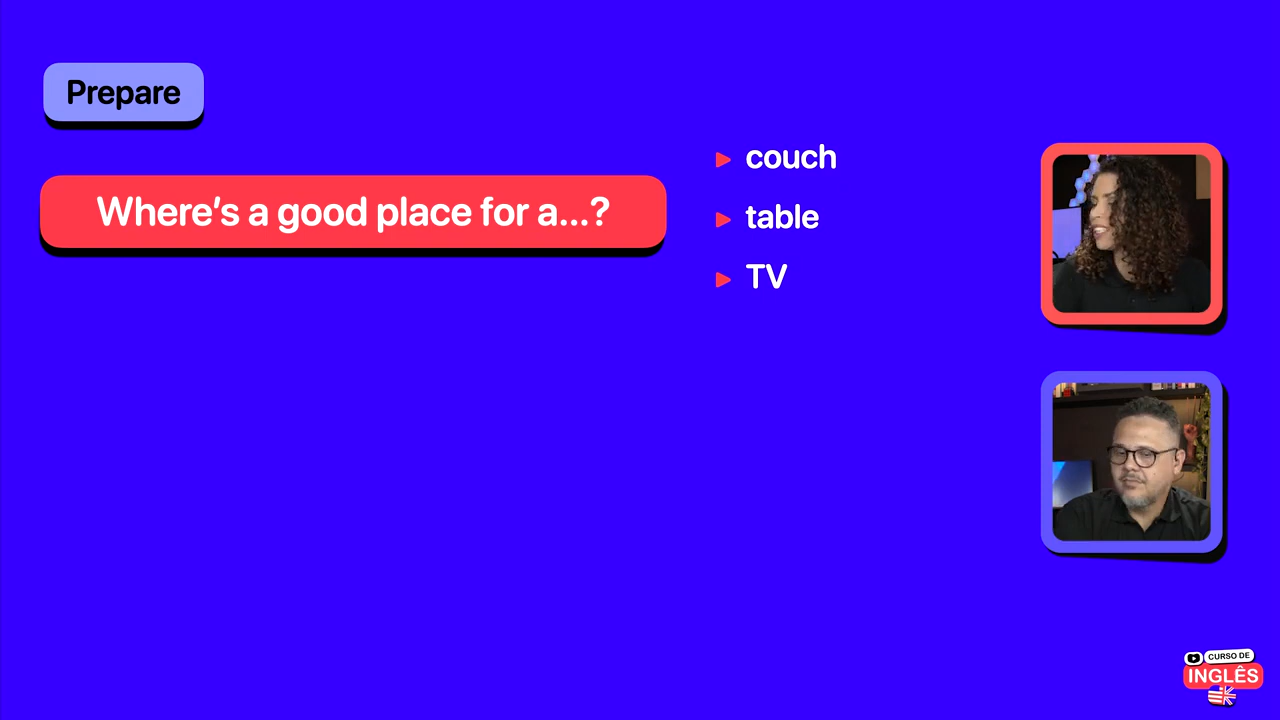 Prepare
Where's a good place for a...?
couch
table
TV
CURSO DE
INGLÊS